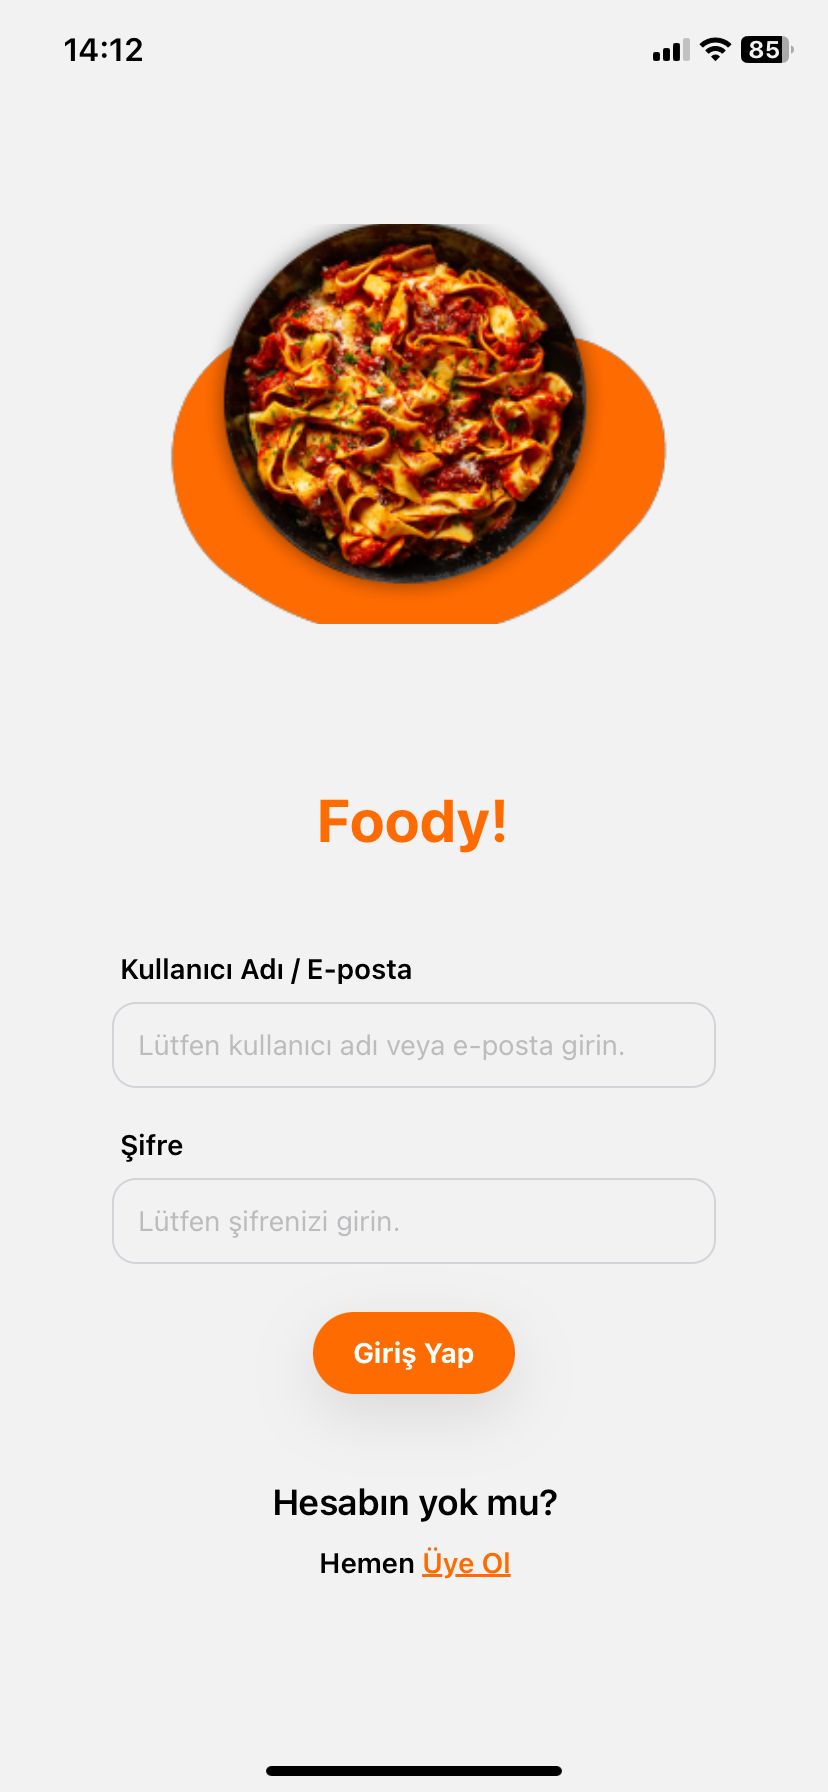 14:12
85
Foody!
Kullanıcı Adı / E-posta
Lütfen kullanıcı adı veya e-posta girin.
Şifre
Lütfen şifrenizi girin.
Giriş Yap
Hesabın yok mu?
Hemen Üye Ol